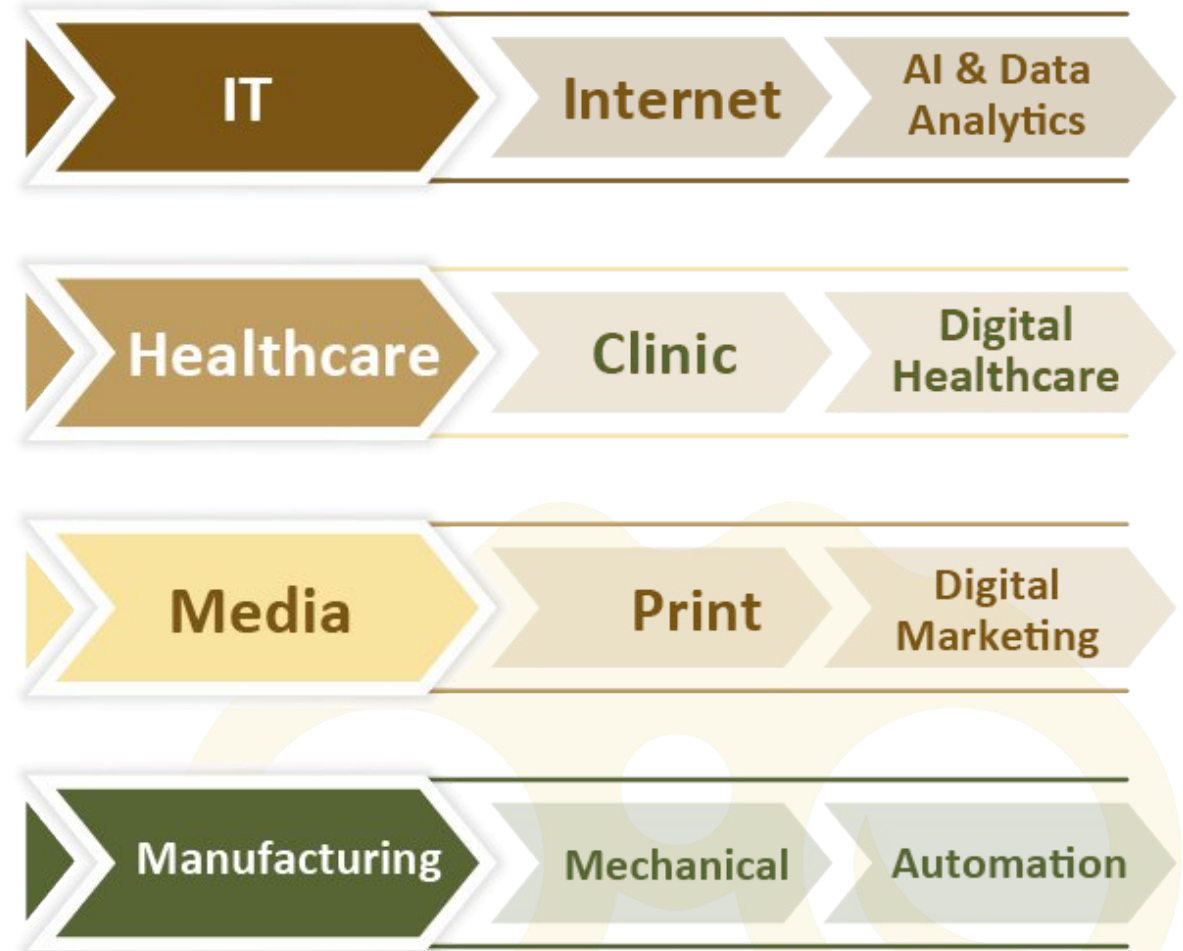 IT
Internet
AI & Data
Analytics
Healthcare
Clinic
Digital
Healthcare
Media
Print
Digital
Marketing
Manufacturing
Mechanical
Automation